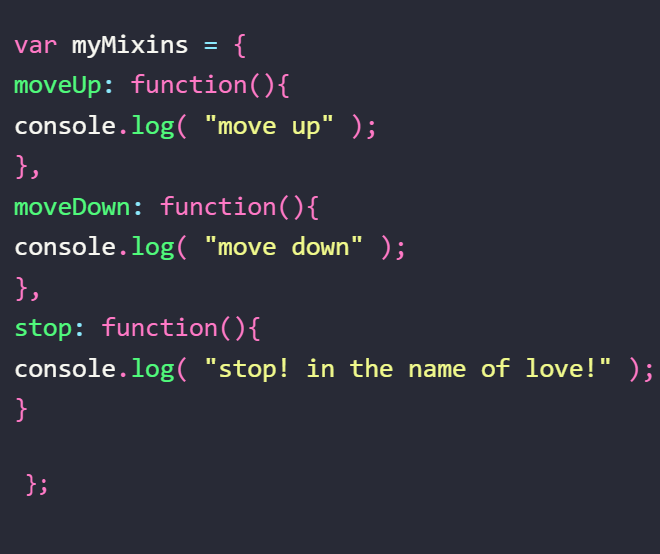 var myMixins = {
moveUp: function(){
console.log( "move up" );
},
moveDown: function(){
console.log( "move down" );
},
stop: function(){
console.log( "stop! in the name of love!" );
}
};